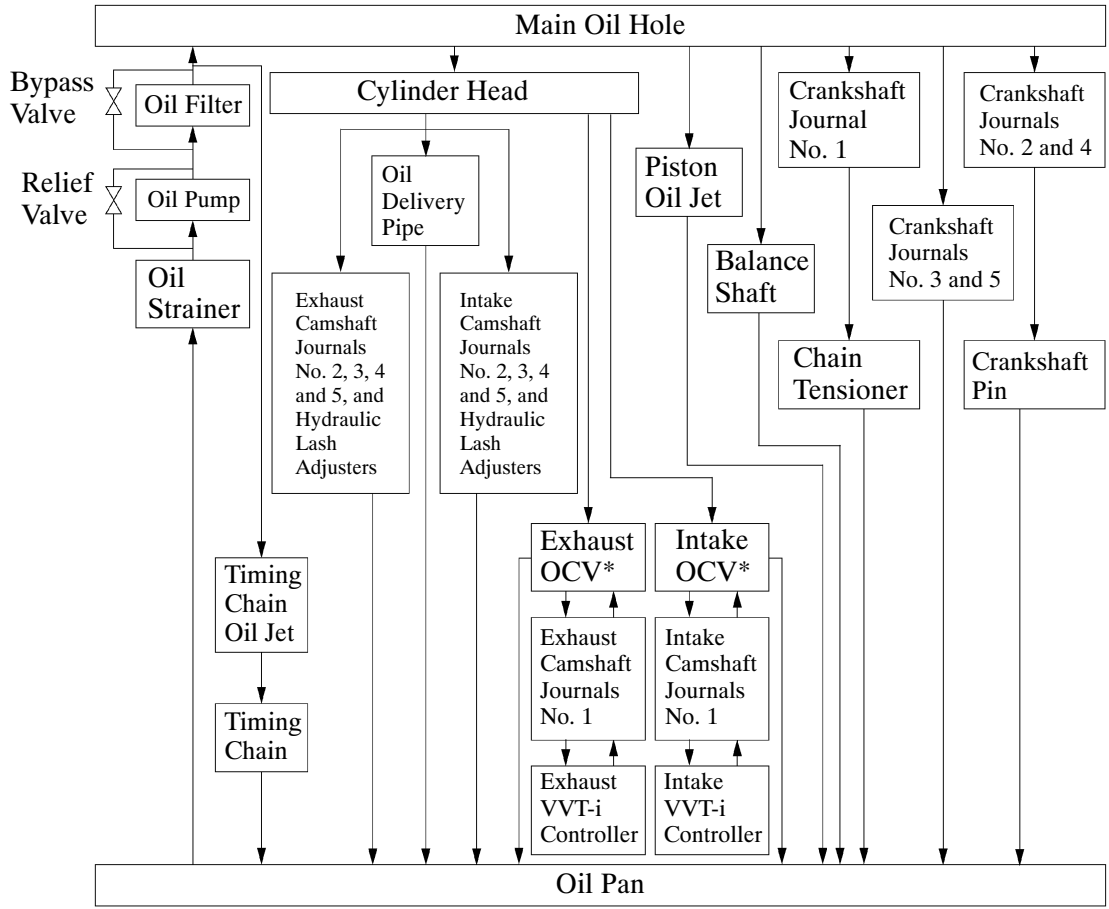 Main Oil Hole
Bypass
Valve
Oil Filter
Relief
Valve
Oil Pump
Oil
Strainer
Cylinder Head
Oil
Delivery
Pipe
Exhaust
Camshaft
Journals
No. 2, 3, 4
and 5, and
Hydraulic
Lash
Adjusters
Intake
Camshaft
Journals
No. 2, 3, 4
and 5, and
Hydraulic
Lash
Adjusters
Piston
Oil Jet
Balance
Shaft
Crankshaft
Journal
No. 1
Crankshaft
Journals
No. 2 and 4
Crankshaft
Journals
No. 3 and 5
Chain
Tensioner
Crankshaft
Pin
Timing
Chain
Oil Jet
Timing
Chain
Exhaust
OCV*
Exhaust
Camshaft
Journals
No. 1
Exhaust
VVT-i
Controller
Intake
OCV*
Intake
Camshaft
Journals
No. 1
Intake
VVT-i
Controller
Oil Pan